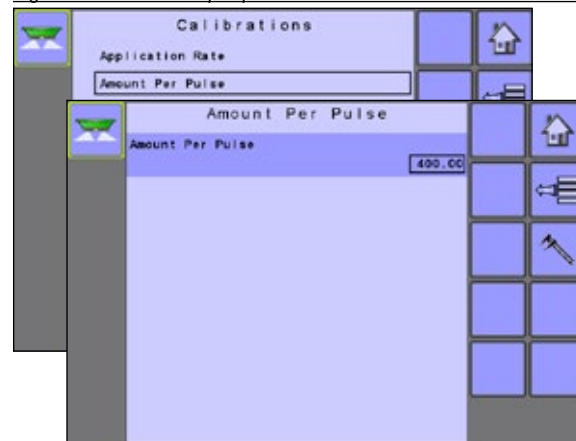 Calibrations
Application Rate
Amount Per Pulse
Amount Per Pulse
Amount Per Pulse
400.00